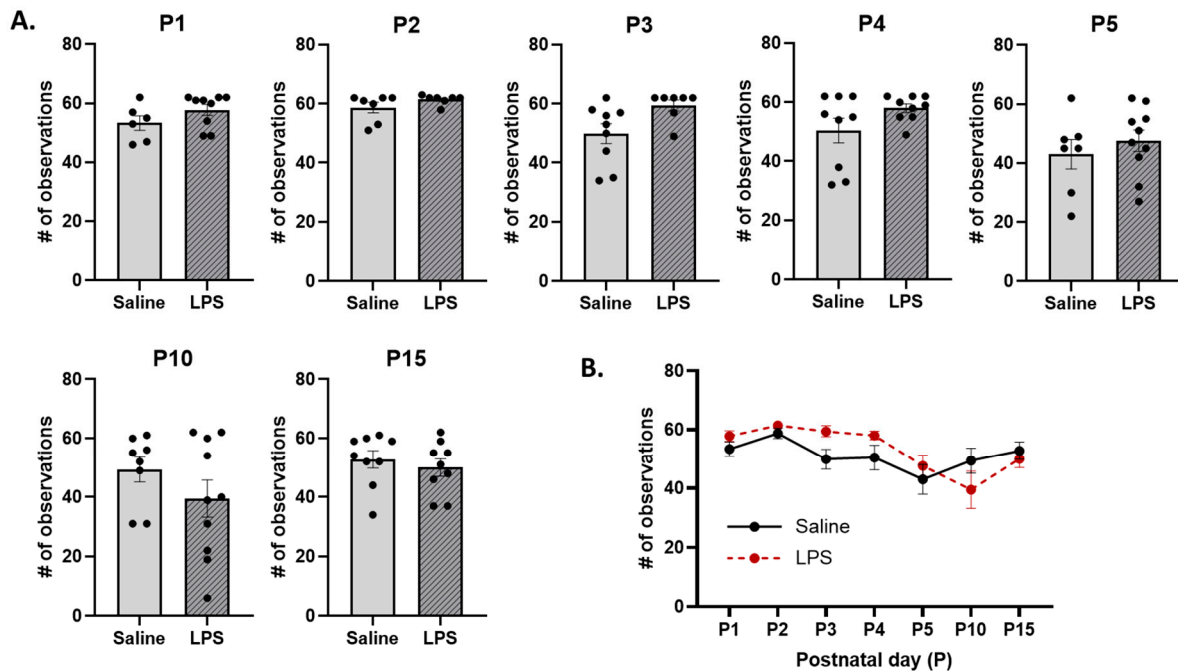 A.
P1
# of observations
80
60
40
20
0
Saline LPS
P2
# of observations
80
60
40
20
0
Saline LPS
P3
# of observations
80
60
40
20
0
Saline LPS
P4
# of observations
80
60
40
20
0
Saline LPS
P5
# of observations
80
60
40
20
0
Saline LPS
P10
# of observations
80
60
40
20
0
Saline LPS
P15
# of observations
80
60
40
20
0
Saline LPS
B.
# of observations
80
60
40
20
0
Saline
LPS
P1 P2 P3 P4 P5 P10 P15
Postnatal day (P)